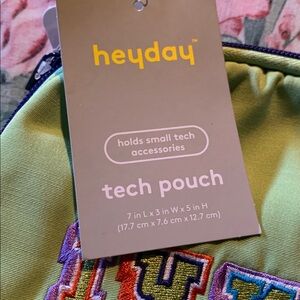 heyday™
holds small tech
accessories
tech pouch
7 in L x 3 in W x 5 in H
(17.7 cm x 7.6 cm x 12.7 cm)